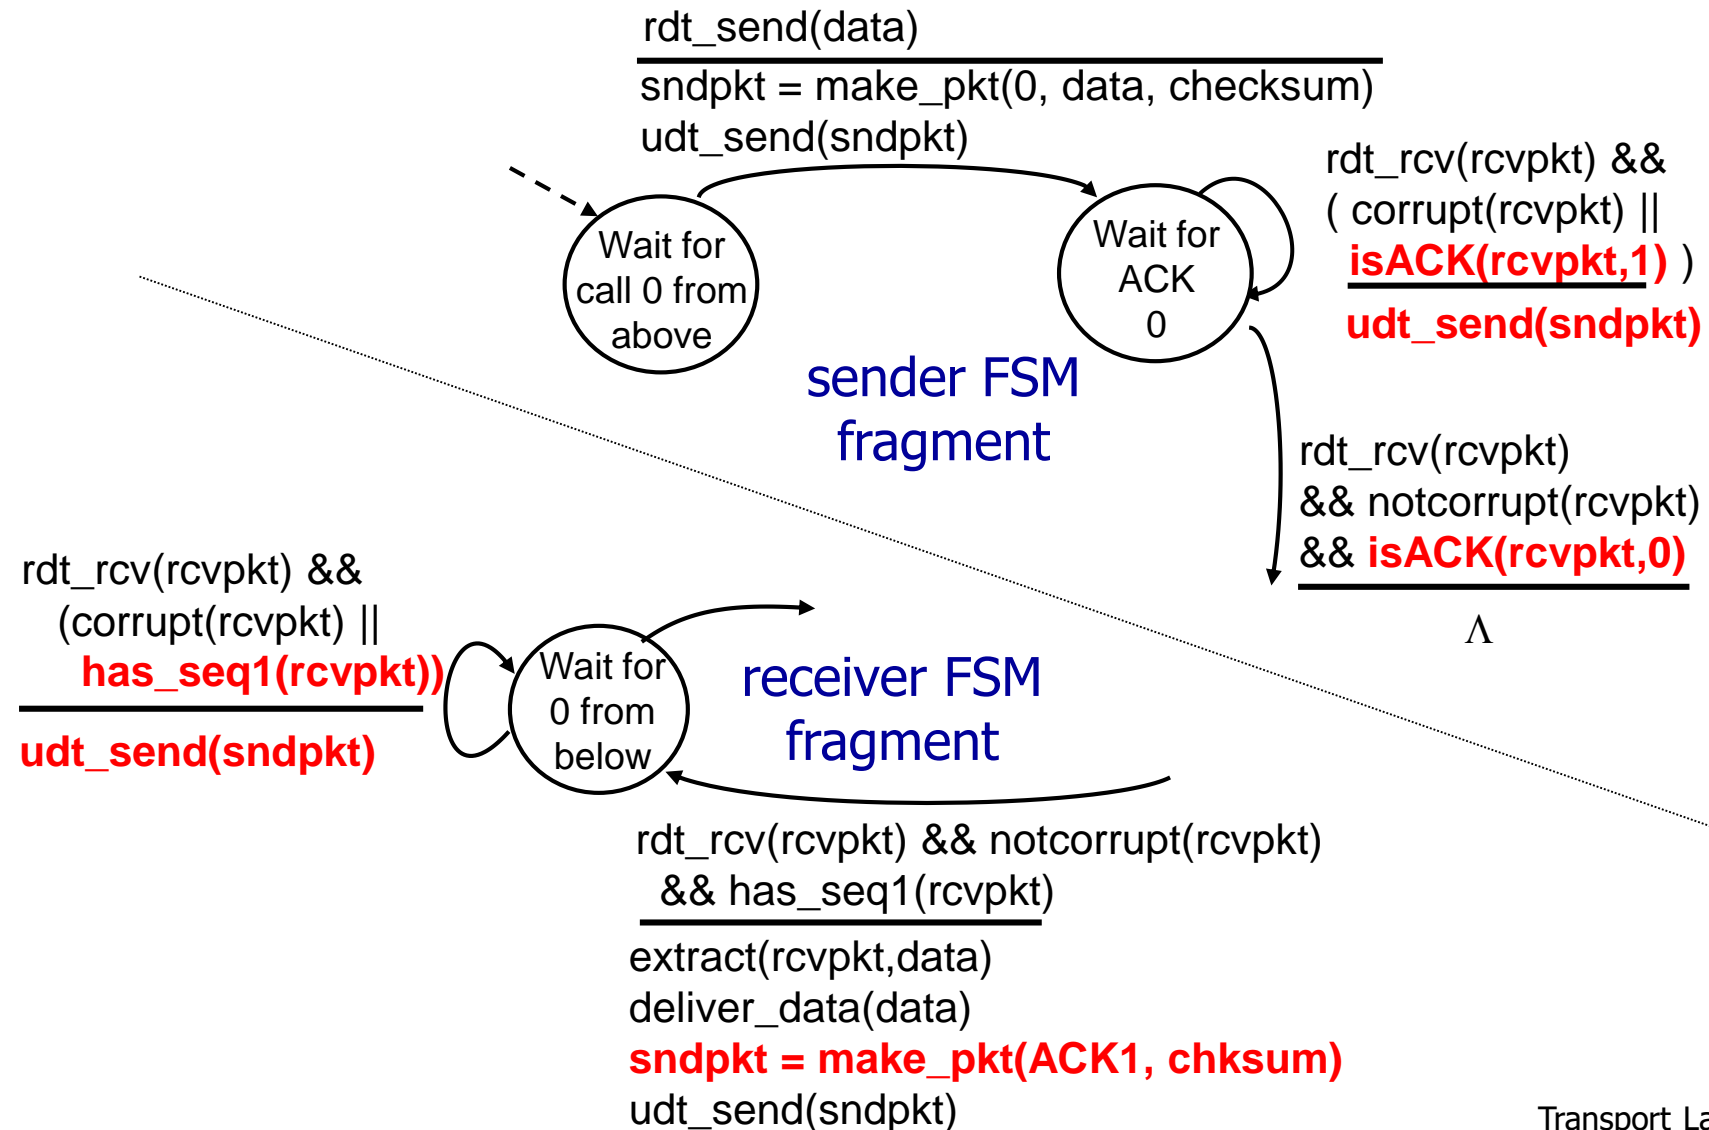 rdt_send(data)
sndpkt = make_pkt(0, data, checksum)
udt_send(sndpkt)
Wait for
call 0 from
above
Wait for
ACK
0
rdt_rcv(rcvpkt) &&
( corrupt(rcvpkt) ||
isACK(rcvpkt,1) )
udt_send(sndpkt)
sender FSM
fragment
rdt_rcv(rcvpkt)
&& notcorrupt(rcvpkt)
&& isACK(rcvpkt,0)
Λ
rdt_rcv(rcvpkt) &&
(corrupt(rcvpkt) ||
has_seq1(rcvpkt))
udt_send(sndpkt)
Wait for
0 from
below
receiver FSM
fragment
rdt_rcv(rcvpkt) && notcorrupt(rcvpkt)
&& has_seq1(rcvpkt)
extract(rcvpkt,data)
deliver_data(data)
sndpkt = make_pkt(ACK1, chksum)
udt_send(sndpkt)
Transport La